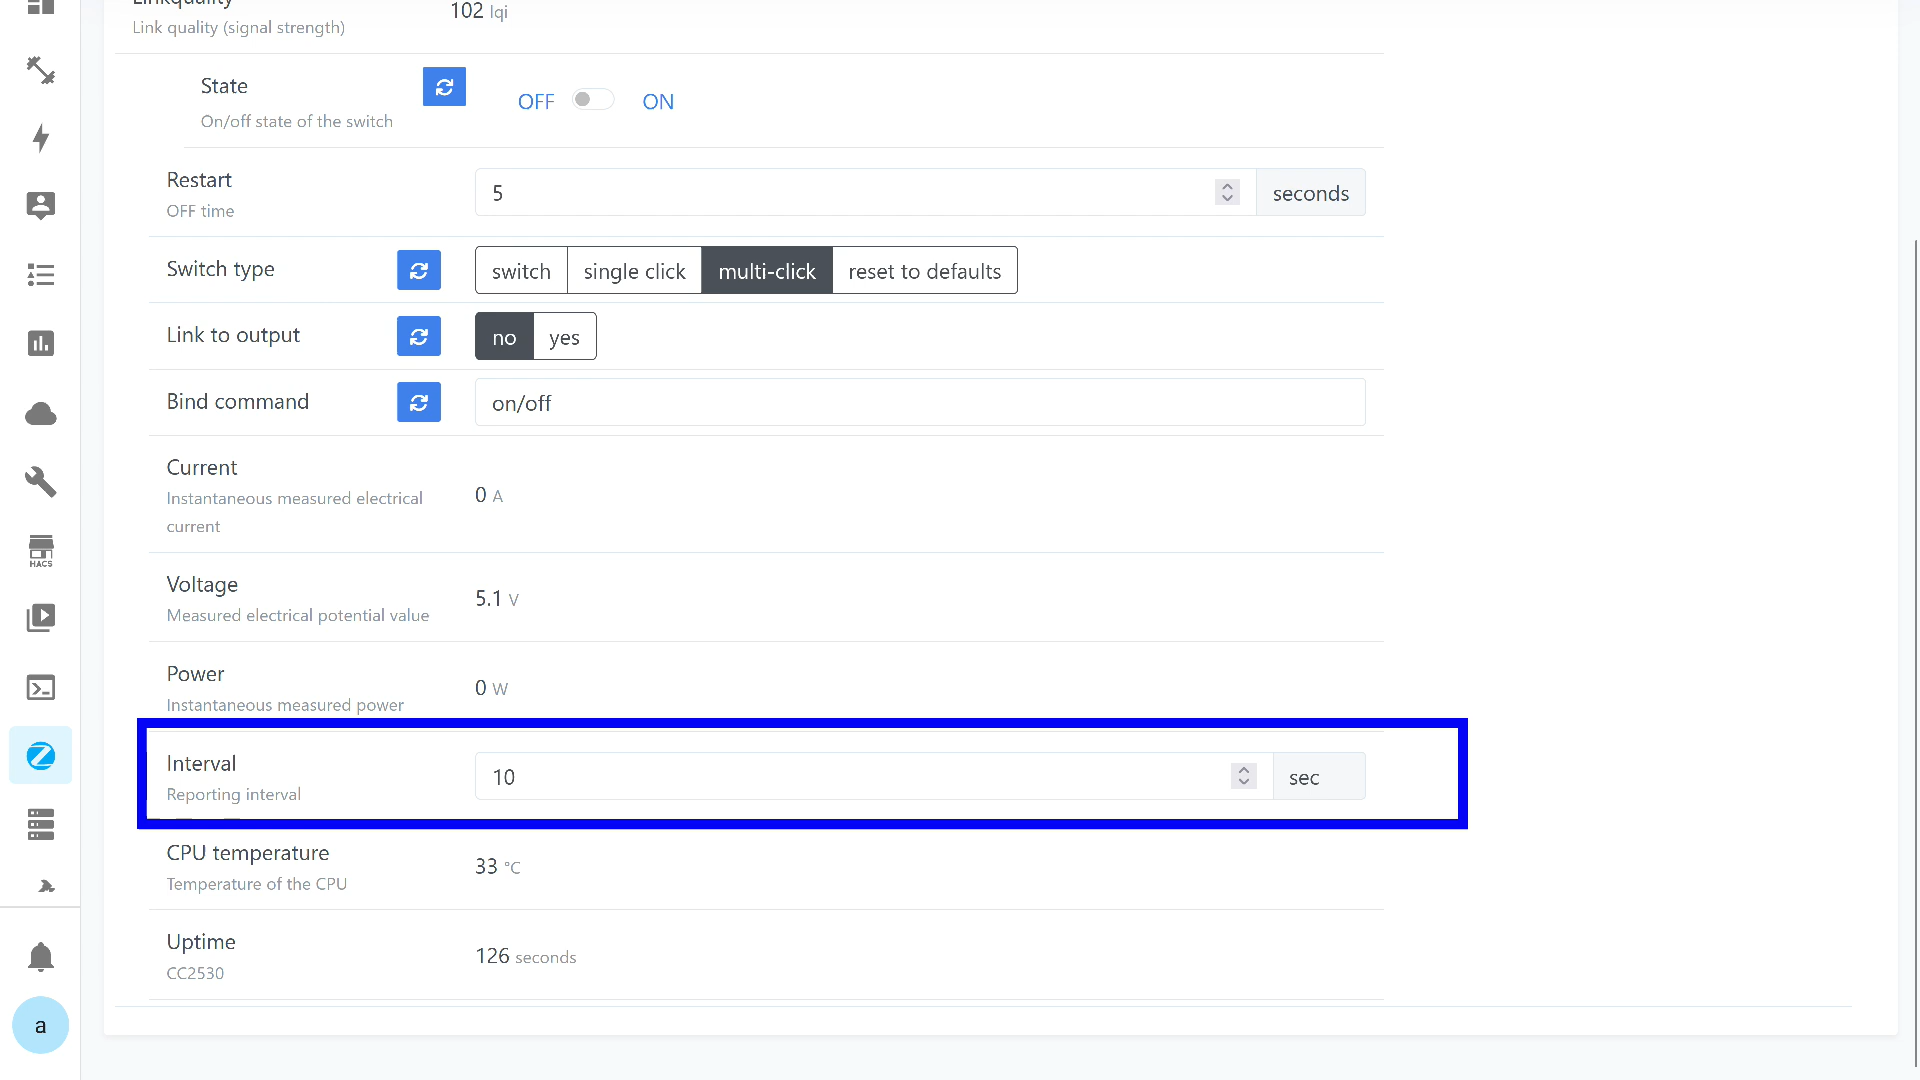 Linkquality
102 lqi
Link quality (signal strength)
State
OFF ON
On/off state of the switch
Restart
5 seconds
OFF time
Switch type
switch single click multi-click reset to defaults
Link to output
no yes
Bind command
on/off
Current
Instantaneous measured electrical
current
0 A
Voltage
5.1 V
Measured electrical potential value
Power
0 W
Instantaneous measured power
Interval
10 sec
Reporting interval
CPU temperature
33 °C
Temperature of the CPU
Uptime
126 seconds
CC2530
HACS
a